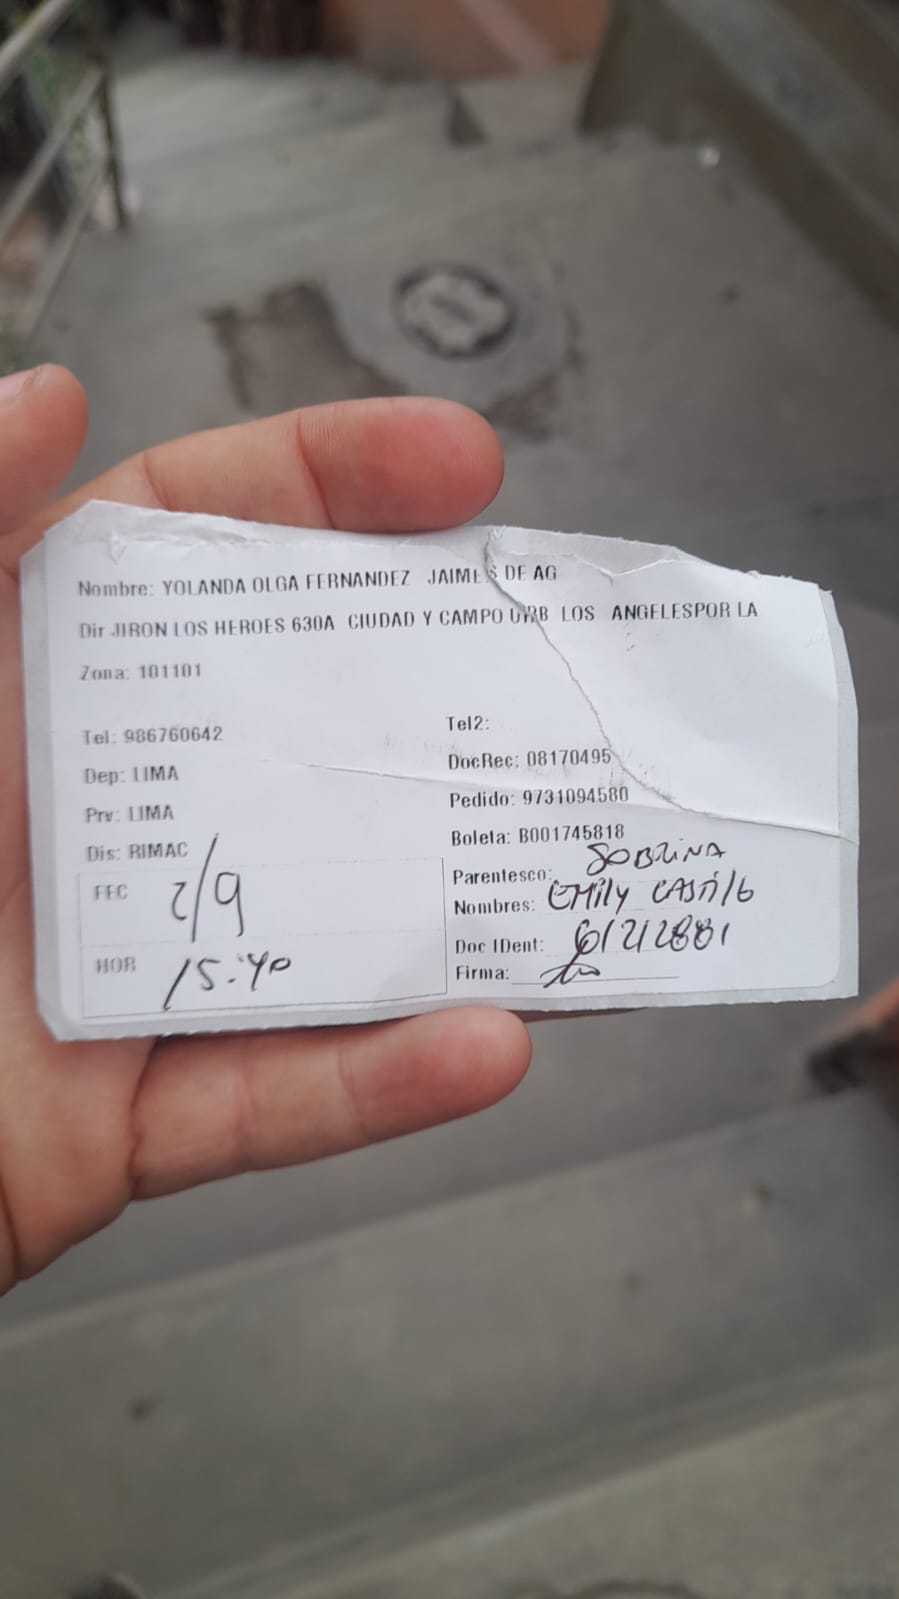 Nombre: YOLANDA OLGA FERNANDEZ JAIMES DE AG
Dir JIRON LOS HEROES 630A CIUDAD Y CAMPO URB LOS ANGELESPOR LA
Zona: 101101
Tel: 986760642
Dep: LIMA
Prv: LIMA
Dis: RIMAC
FEC 2/9
HOR 15:40
Tel2:
DocRec: 08170495
Pedido: 9731094580
Boleta: B001745818
Parentesco: SOBRINA
Nombres: EMily CASTillo
Doc IDent:
Firma: